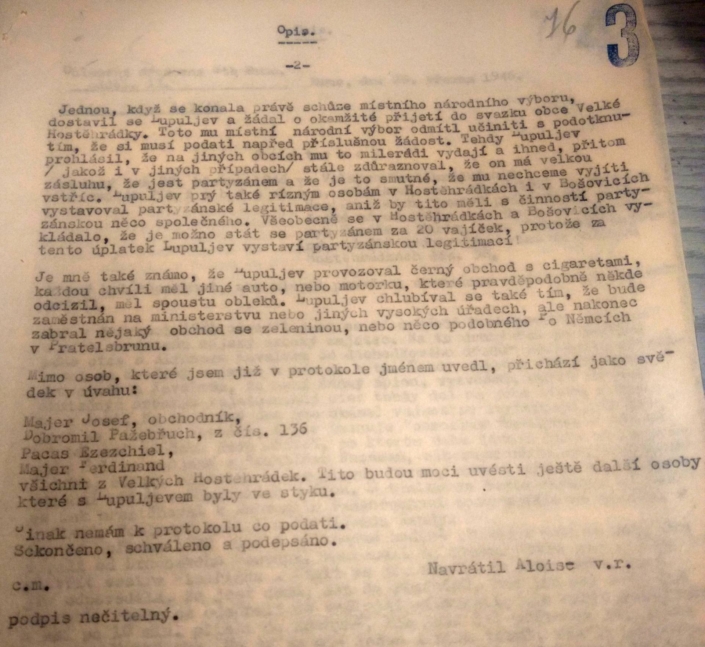 76
3
Opis.
-2-
Jednou, když se konala právě schůze místního národního výboru,
dostavil se Lupuljev a žádal o okamžité přijetí do svazku obce Velké
Hostěhrádky. Toto mu místní národní výbor odmítl učiniti s podotknu-
tím, že si musí podati napřed příslušnou žádost. Tehdy Lupuljev
prohlásil, že na jiných obcích mu to milerádi vydají a ihned, přitom
/ jakož i v jiných případech/ stále zdůraznoval, že on má velkou
zásluhu, že jest partyzánem a že je to smutné, že mu nechceme vyjíti
vstříc. Lupuljev prý také rizným osobám v Hostěhrádkách i v Bošovicích
vystavoval partyzánské legitimace, aniž by tito měli s činností party-
zánskou něco společného. Všeobecně se v Hostěhrádkách a Bošovicích vy-
kládalo, že je možno stát se partyzánem za 20 vajíček, protože za
tento úplatek Lupuljev vystaví partyzánskou legitimaci!
Je mně také známo, že Lupuljev provozoval černý obchod s cigaretami,
každou chvíli měl jiné auto, nebo motorku, které pravděpodobně někde
odcizil, měl spoustu obleků. Lupuljev chlubíval se také tím, že bude
zaměstnán na ministerstvu nebo jiných vysokých úřadech, ale nakonec
zabral nějaký obchod se zeleninou, nebo něco podobného Po Němcích
v Fratelsbrunu.
Mimo osob, které jsem již v protokole jménam uvedl, přichází jako svě-
dek v úvahu:
Majer Josef, obchodník,
Dobromil Pažebřuch, z čís. 136
Pacas Ezezchiel,
Majer Ferdinand
všichni z Velkých Hostehrádek. Tito budou moci uvésti ještě další osoby
které s Lupuljevem byly ve styku.
Jinak nemám k protokolu co podati.
Sckončeno, schváleno a podepsáno.
Navrátil Aloise v.r.
c.m.
podpis nečitelný.